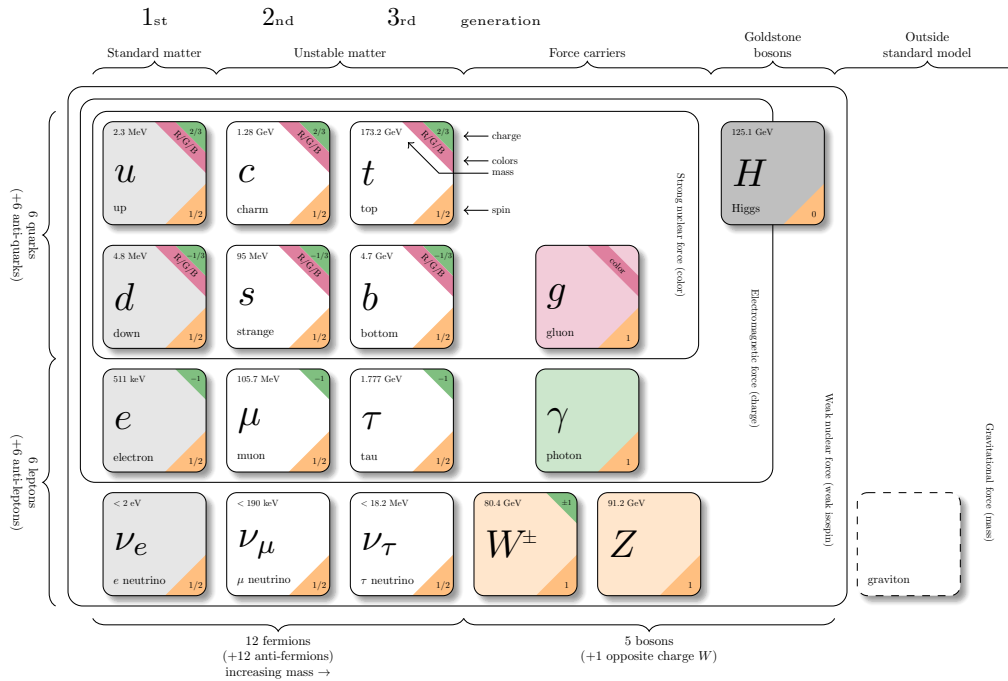 1st 2nd 3rd generation
Standard matter Unstable matter Force carriers Goldstone bosons Outside standard model
6 quarks
(+6 anti-quarks)
6 leptons
(+6 anti-leptons)
2.3 MeV 2/3 R/G/B
u
up 1/2
1.28 GeV 2/3 R/G/B
c
charm 1/2
173.2 GeV 2/3 R/G/B
t
top 1/2
charge
colors
mass
spin
125.1 GeV
H
Higgs 0
4.8 MeV −1/3 R/G/B
d
down 1/2
95 MeV −1/3 R/G/B
s
strange 1/2
4.7 GeV −1/3 R/G/B
b
bottom 1/2
color
g
gluon 1
Strong nuclear force (color)
511 keV −1
e
electron 1/2
105.7 MeV −1
μ
muon 1/2
1.777 GeV −1
τ
tau 1/2
γ
photon 1
Electromagnetic force (charge)
< 2 eV
νe
e neutrino 1/2
< 190 keV
νμ
μ neutrino 1/2
< 18.2 MeV
ντ
τ neutrino 1/2
80.4 GeV ±1
W±
1
91.2 GeV
Z
1
Weak nuclear force (weak isospin)
graviton
Gravitational force (mass)
12 fermions
(+12 anti-fermions)
increasing mass →
5 bosons
(+1 opposite charge W)